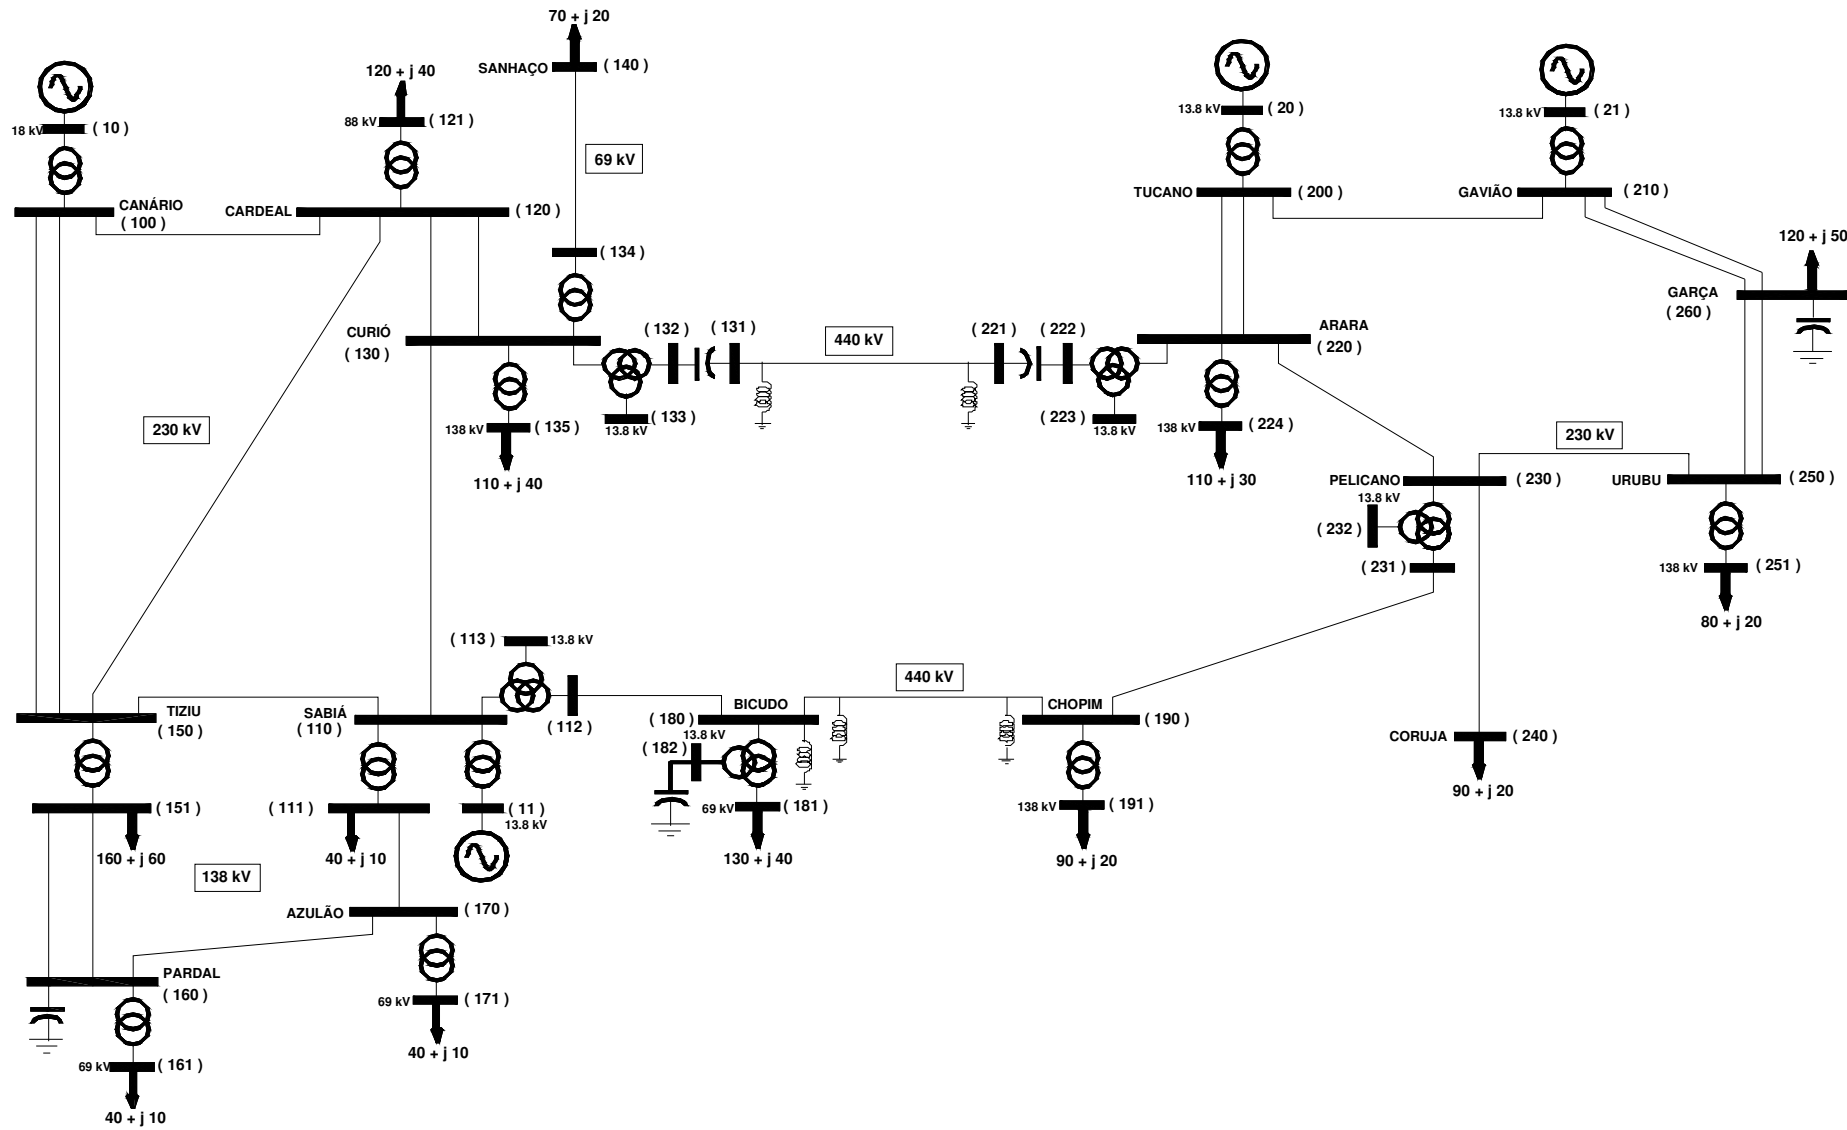 70 + j 20
SANHAÇO
( 140 )
120 + j 40
88 kV
( 121 )
18 kV
( 10 )
13.8 kV
( 20 )
13.8 kV
( 21 )
69 kV
CANÁRIO
( 100 )
CARDEAL
( 120 )
TUCANO
( 200 )
GAVIÃO
( 210 )
( 134 )
120 + j 50
GARÇA
( 260 )
CURIÓ
( 130 )
( 132 )
( 131 )
440 kV
( 221 )
( 222 )
ARARA
( 220 )
( 133 )
13.8 kV
( 223 )
13.8 kV
138 kV
( 135 )
110 + j 40
138 kV
( 224 )
110 + j 30
230 kV
230 kV
PELICANO
( 230 )
13.8 kV
( 232 )
( 231 )
URUBU
( 250 )
138 kV
( 251 )
80 + j 20
( 113 )
13.8 kV
440 kV
TIZIU
( 150 )
SABIÁ
( 110 )
( 112 )
BICUDO
( 180 )
13.8 kV
( 182 )
CHOPIM
( 190 )
CORUJA
( 240 )
90 + j 20
( 151 )
160 + j 60
( 111 )
40 + j 10
( 11 )
13.8 kV
69 kV
( 181 )
130 + j 40
138 kV
( 191 )
90 + j 20
138 kV
AZULÃO
( 170 )
PARDAL
( 160 )
69 kV
( 171 )
40 + j 10
69 kV
( 161 )
40 + j 10